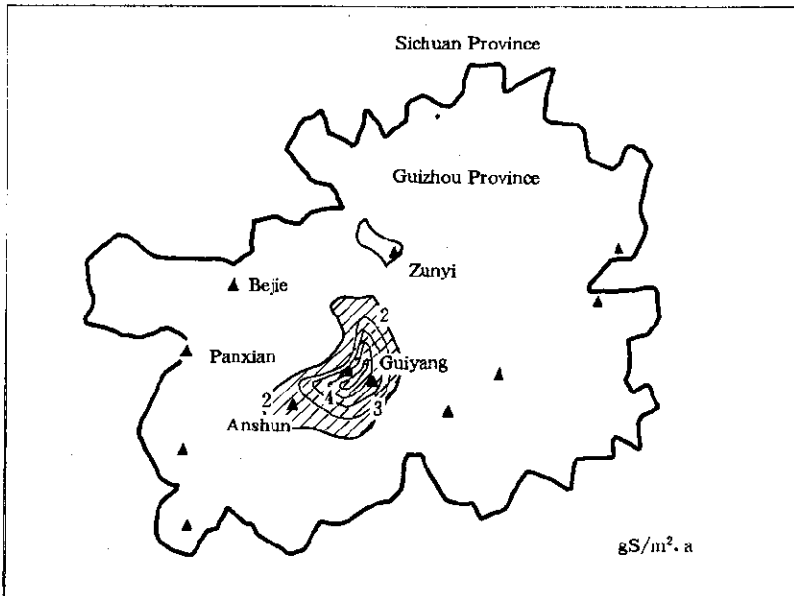 Sichuan Province
Guizhou Province
Zunyi
Bejie
2
Panxian
Guiyang
2
4
3
Anshun
gS/m². a